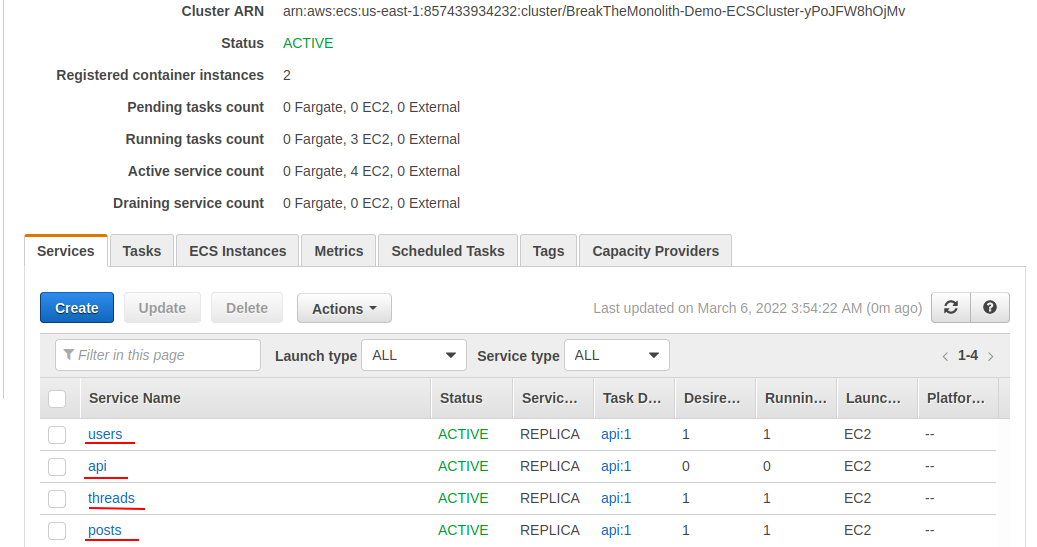 Cluster ARN arn:aws:ecs:us-east-1:857433934232:cluster/BreakTheMonolith-Demo-ECSCluster-yPoJFW8hOjMv
Status ACTIVE
Registered container instances 2
Pending tasks count 0 Fargate, 0 EC2, 0 External
Running tasks count 0 Fargate, 3 EC2, 0 External
Active service count 0 Fargate, 4 EC2, 0 External
Draining service count 0 Fargate, 0 EC2, 0 External
Services Tasks ECS Instances Metrics Scheduled Tasks Tags Capacity Providers
Create Update Delete Actions Last updated on March 6, 2022 3:54:22 AM (0m ago)
Filter in this page Launch type ALL Service type ALL < 1-4 >
Service Name Status Servic... Task D... Desire... Runnin... Launc... Platfor...
users ACTIVE REPLICA api:1 1 1 EC2 --
api ACTIVE REPLICA api:1 0 0 EC2 --
threads ACTIVE REPLICA api:1 1 1 EC2 --
posts ACTIVE REPLICA api:1 1 1 EC2 --